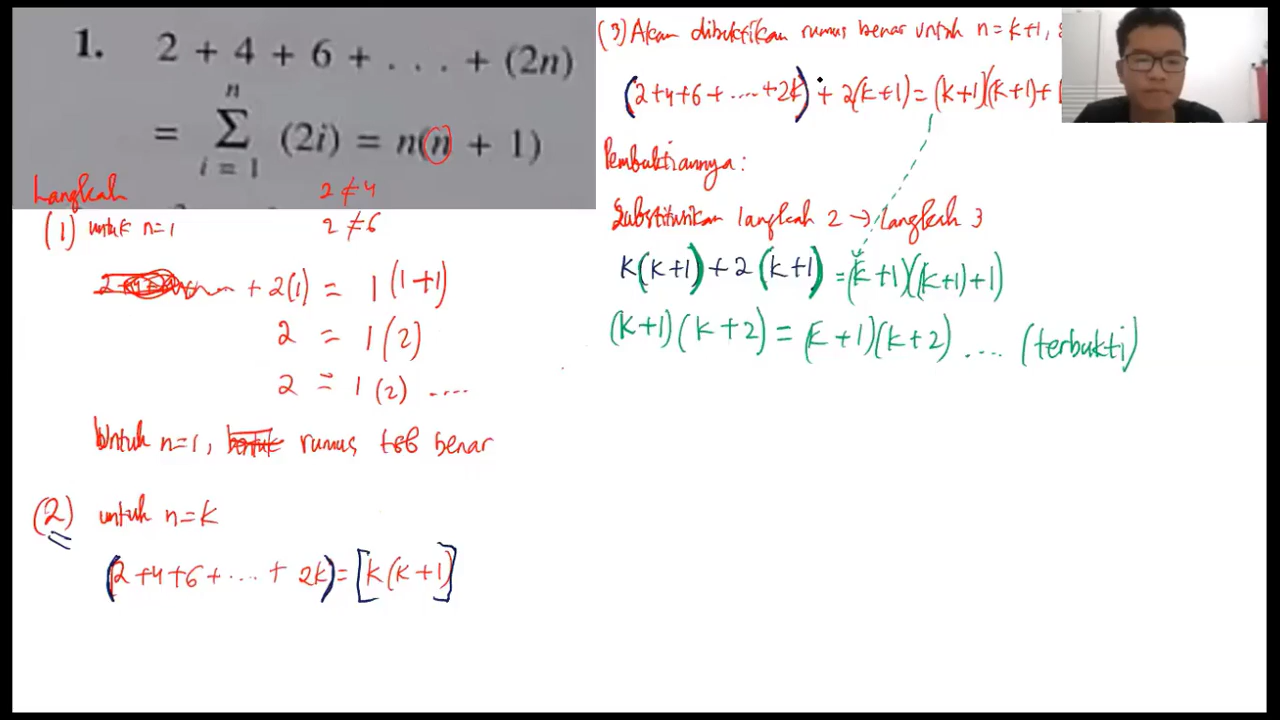 1. 2 + 4 + 6 + . . . + (2n)
= \sum_{i = 1}^{n} (2i) = n(n + 1)
Langkah 2 ≠ 4
(1) untuk n=1 2 ≠ 6
+ 2(1) = 1 (1+1)
2 = 1(2)
2 = 1 (2) ....
Untuk n=1, rumus tsb benar
(2) untuk n=k
(2+4+6+....+ 2k) = [k(k+1)]
(3) Akan dibuktikan rumus benar untuk n=k+1,
(2+4+6+....+2k) + 2(k+1) = (k+1)(k+1)+
Pembuktiannya:
Substitusikan langkah 2 → langkah 3
k(k+1)+2(k+1) = (k+1)((k+1)+1)
(k+1)(k+2) = (k+1)(k+2) .... (terbukti)